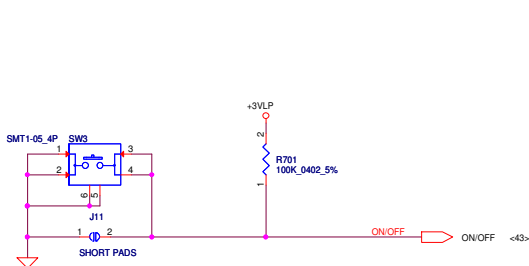 +3VLP
SMT1-05_4P SW3
1 3
2 4
2
R701
100K_0402_5%
1
6 5
J11
1 2
SHORT PADS
ON/OFF
ON/OFF <43>